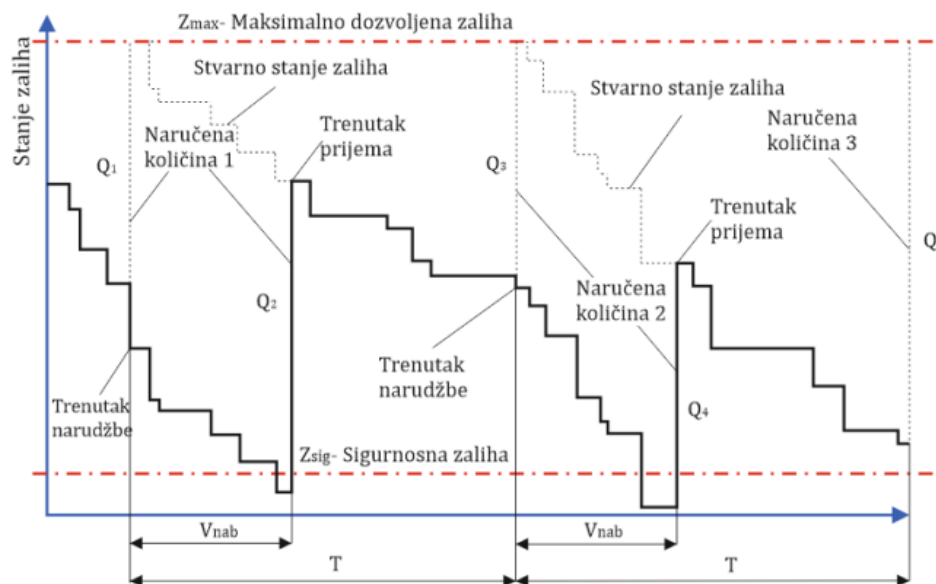 Zmax- Maksimalno dozvoljena zaliha
Stanje zaliha
Stvarno stanje zaliha
Stvarno stanje zaliha
Naručena
količina 1
Q1
Trenutak
prijema
Q3
Naručena
količina 3
Trenutak
prijema
Q
Q2
Naručena
količina 2
Trenutak
narudžbe
Trenutak
narudžbe
Q4
Zsig- Sigurnosna zaliha
Vnab
Vnab
T
T